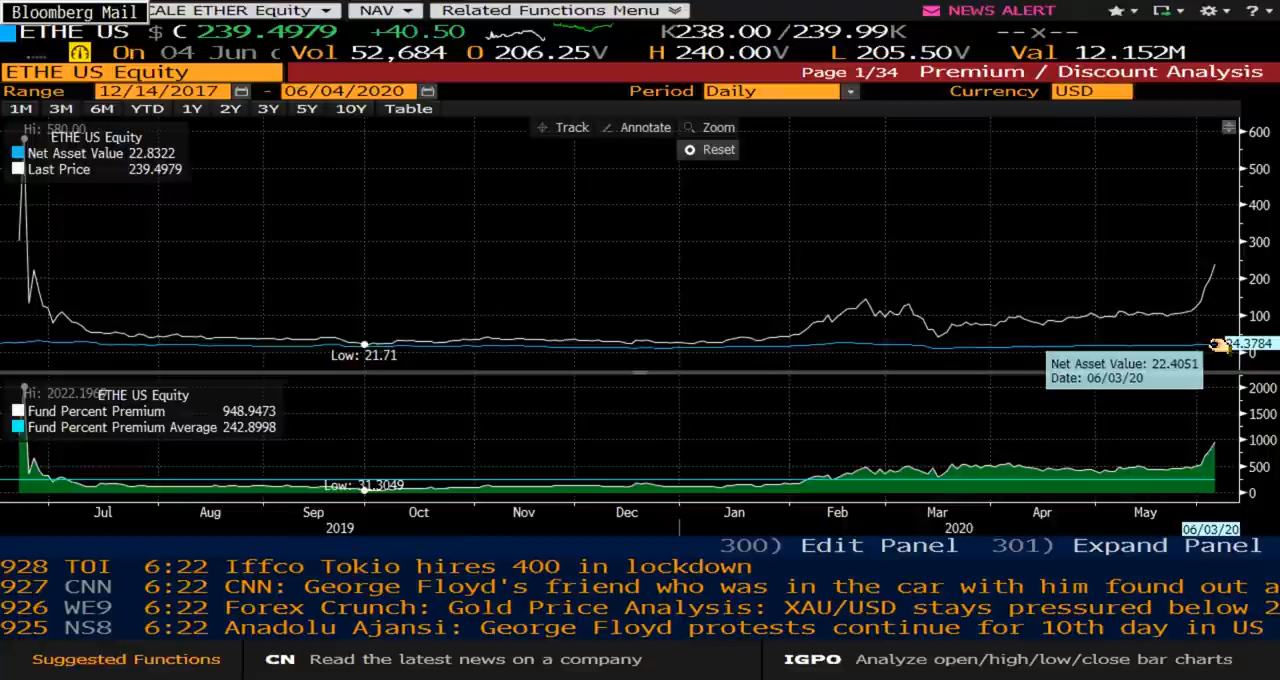 Bloomberg Mail
CALE ETHER Equity NAV Related Functions Menu NEWS ALERT
ETHE US $ C 239.4979 +40.50 K238.00/239.99K --x--
On 04 Jun Vol 52,684 O 206.25V H 240.00V L 205.50V Val 12.152M
ETHE US Equity Page 1/34 Premium / Discount Analysis
Range 12/14/2017 - 06/04/2020 Period Daily Currency USD
1M 3M 6M YTD 1Y 2Y 3Y 5Y 10Y Table
Hi: 580.00
Track Annotate Zoom
Reset
ETHE US Equity
Net Asset Value 22.8322
Last Price 239.4979
600
500
400
300
200
100
0
Low: 21.71
4.3784
Net Asset Value: 22.4051
Date: 06/03/20
Hi: 2022.196
ETHE US Equity
Fund Percent Premium 948.9473
Fund Percent Premium Average 242.8998
2000
1500
1000
500
0
Low: 31.3049
Jul Aug Sep Oct Nov Dec Jan Feb Mar Apr May
2019 2020 06/03/20
300) Edit Panel 301) Expand Panel
928 TOI 6:22 Iffco Tokio hires 400 in lockdown
927 CNN 6:22 CNN: George Floyd's friend who was in the car with him found out a
926 WE9 6:22 Forex Crunch: Gold Price Analysis: XAU/USD stays pressured below 2
925 NS8 6:22 Anadolu Ajansi: George Floyd protests continue for 10th day in US
Suggested Functions CN Read the latest news on a company IGPO Analyze open/high/low/close bar charts